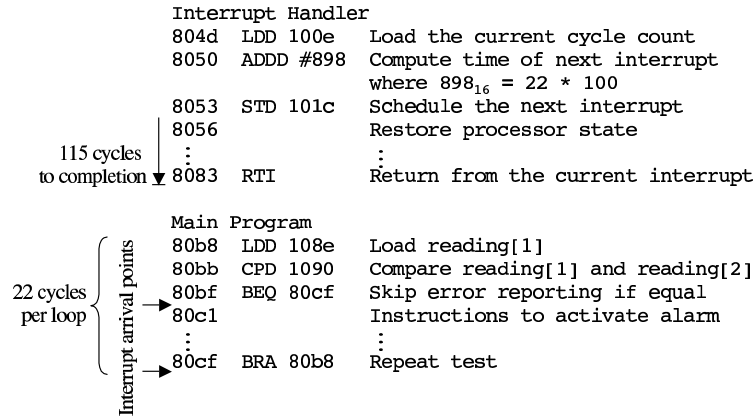 Interrupt Handler
804d LDD 100e Load the current cycle count
8050 ADDD #898 Compute time of next interrupt
where 898₁₆ = 22 * 100
8053 STD 101c Schedule the next interrupt
8056 Restore processor state
⋮ ⋮
115 cycles
to completion
8083 RTI Return from the current interrupt
Main Program
80b8 LDD 108e Load reading[1]
80bb CPD 1090 Compare reading[1] and reading[2]
22 cycles
per loop
Interrupt arrival points
80bf BEQ 80cf Skip error reporting if equal
80c1 Instructions to activate alarm
⋮ ⋮
80cf BRA 80b8 Repeat test